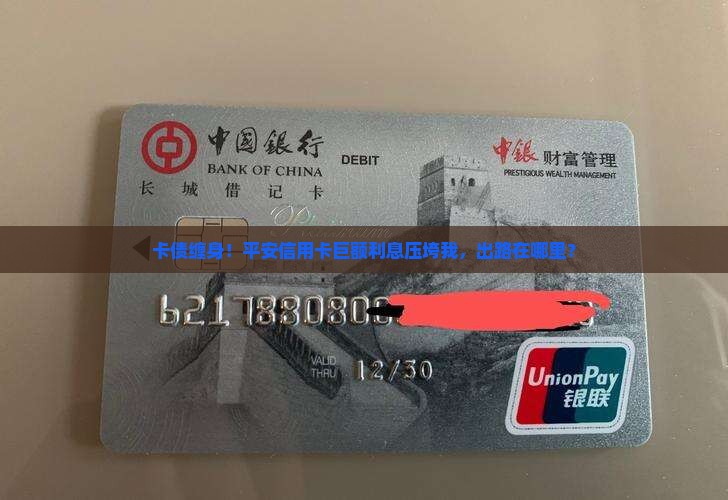 中国银行
BANK OF CHINA
DEBIT
长城借记卡
中銀 财富管理
PRESTIGIOUS WEALTH MANAGEMENT
卡债缠身！平安信用卡巨额利息压垮我，出路在哪里？
VALID
THRU
12/30
UnionPay
银联